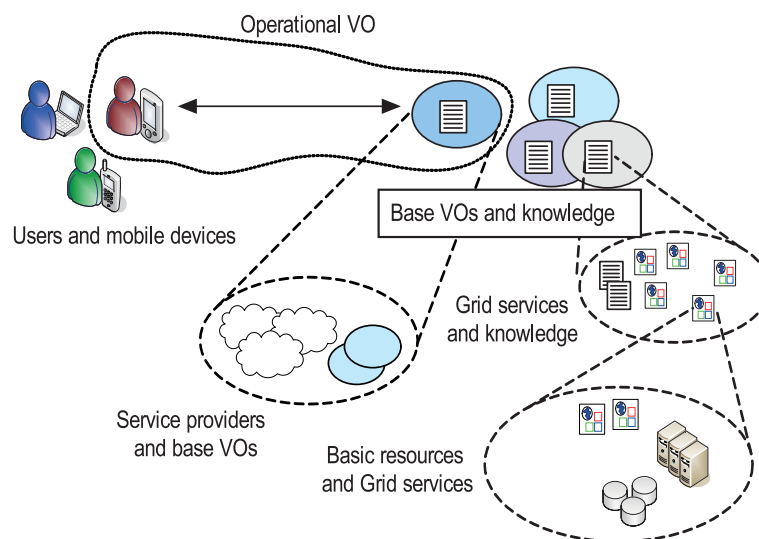 Operational VO
Users and mobile devices
Base VOs and knowledge
Grid services
and knowledge
Service providers
and base VOs
Basic resources
and Grid services